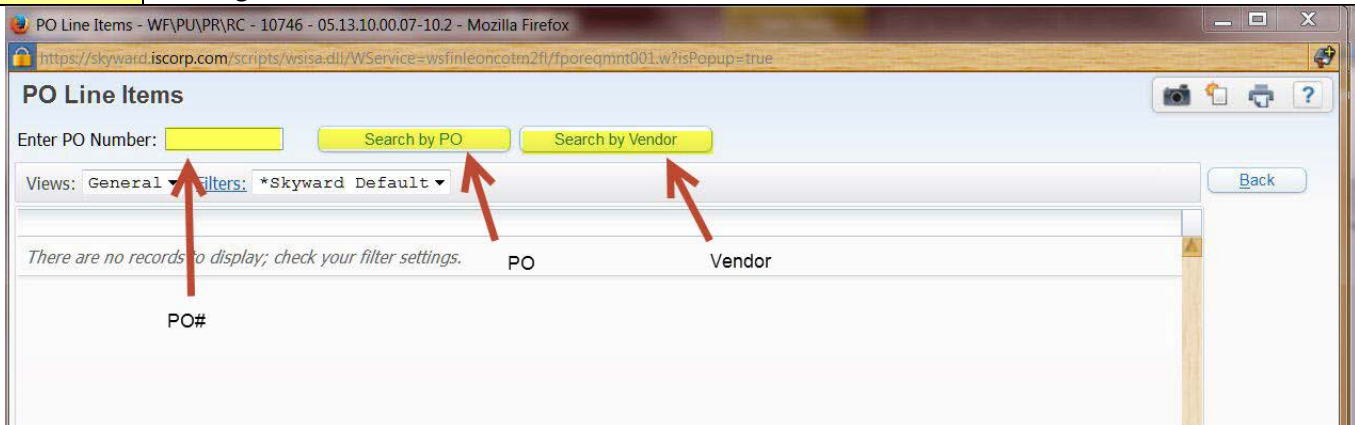 PO Line Items - WF\PU\PR\RC - 10746 - 05.13.10.00.07-10.2 - Mozilla Firefox
https://skyward.iscorp.com/scripts/wsisa.dll/WService=wsfinleoncotm2fl/fporeqmnt001.w?isPopup=true
PO Line Items
?
Enter PO Number: Search by PO Search by Vendor
Views: General Filters: *Skyward Default Back
There are no records to display; check your filter settings.
PO Vendor
PO#